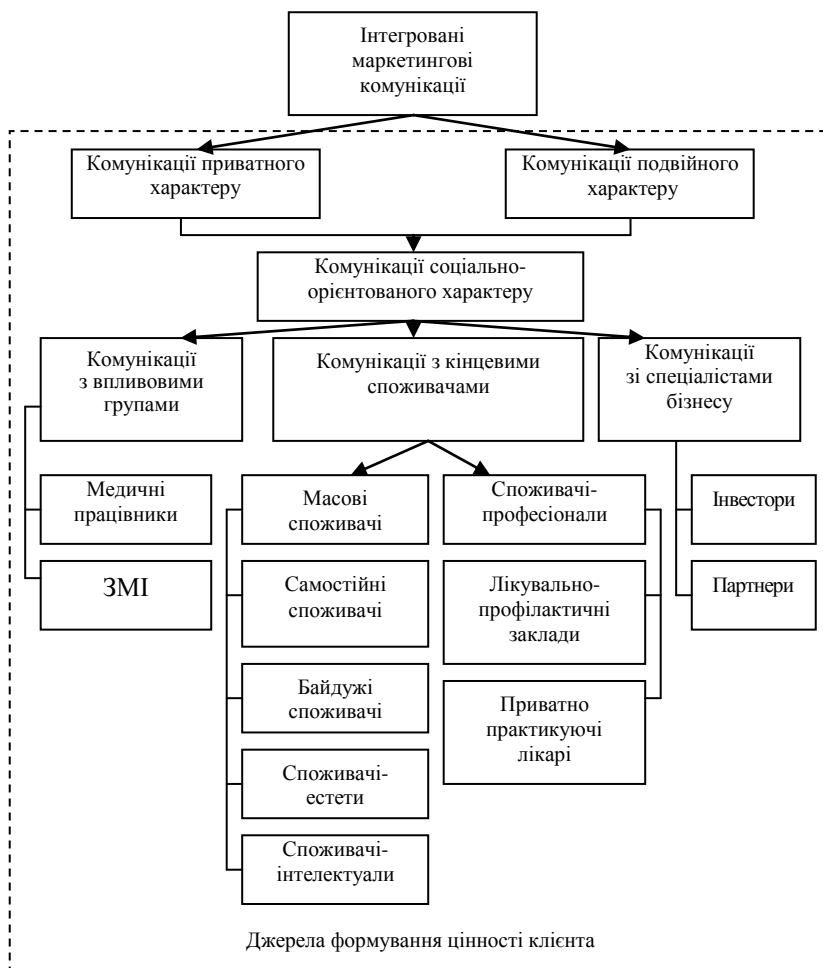 Інтегровані
маркетингові
комунікації
Комунікації приватного
характеру
Комунікації подвійного
характеру
Комунікації соціально-
орієнтованого характеру
Комунікації
з впливовими
групами
Комунікації з кінцевими
споживачами
Комунікації
зі спеціалістами
бізнесу
Медичні
працівники
Масові
споживачі
Споживачі-
професіонали
Інвестори
ЗМІ
Самостійні
споживачі
Лікувально-
профілактичні
заклади
Партнери
Байдужі
споживачі
Приватно
практикуючі
лікарі
Споживачі-
естети
Споживачі-
інтелектуали
Джерела формування цінності клієнта